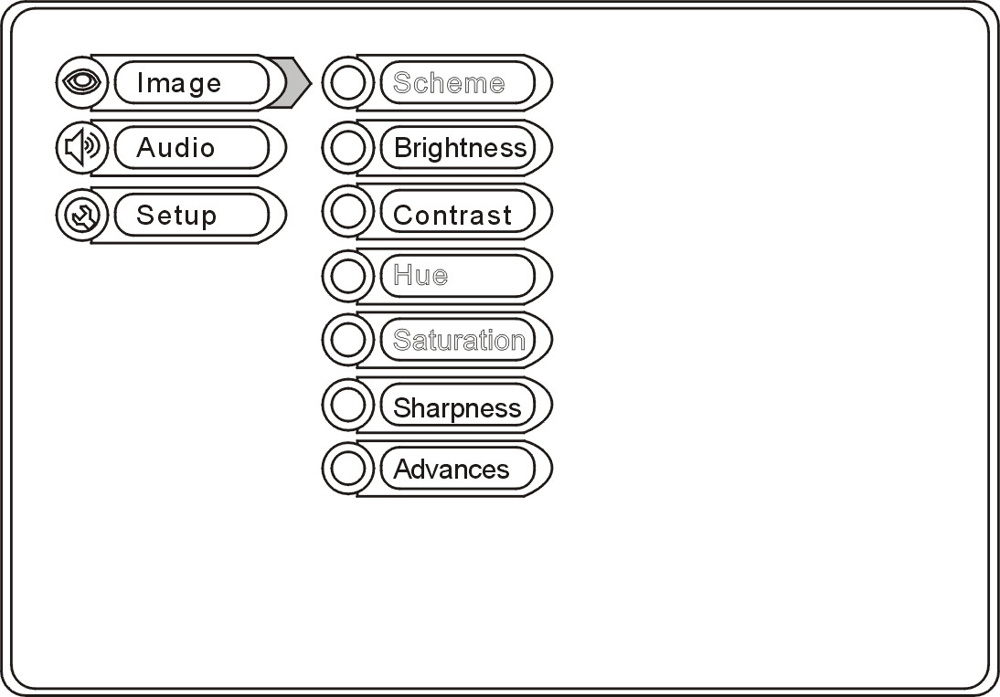 Image
Audio
Setup
Scheme
Brightness
Contrast
Hue
Saturation
Sharpness
Advances